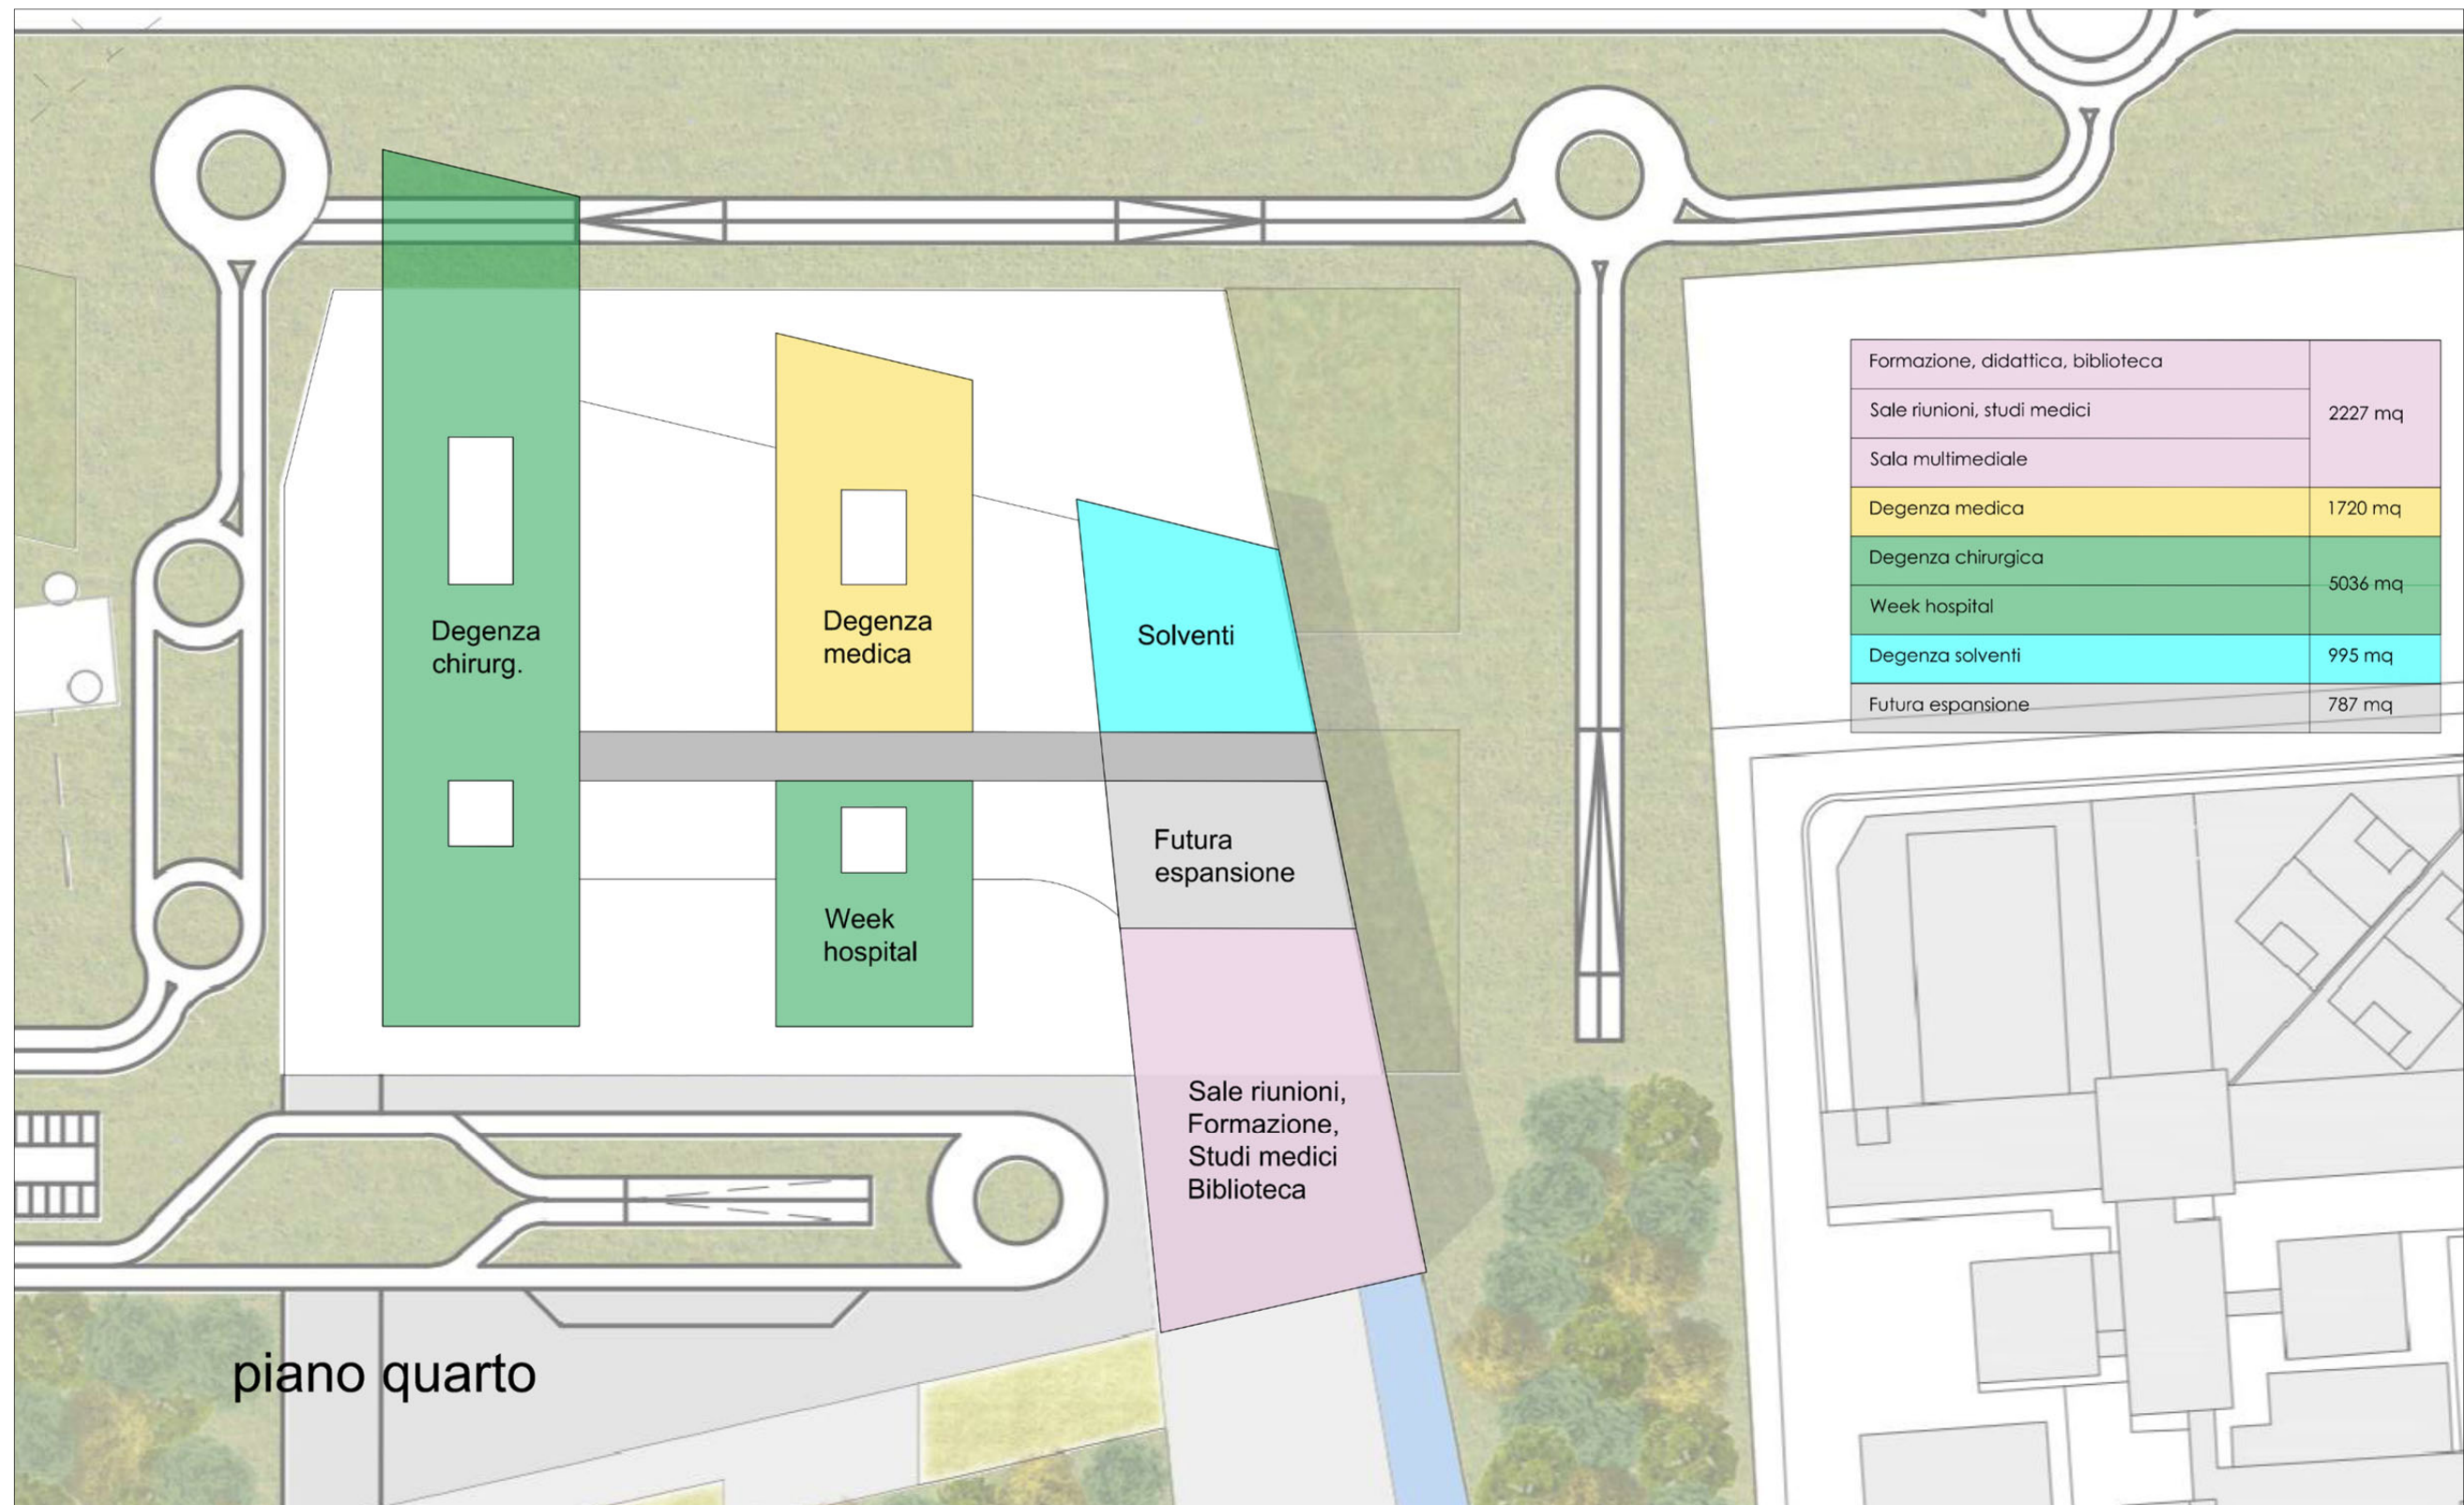 Formazione, didattica, biblioteca
Sale riunioni, studi medici
2227 mq
Sala multimediale
Degenza medica 1720 mq
Degenza chirurgica
5036 mq
Week hospital
Degenza solventi 995 mq
Futura espansione 787 mq
Degenza
chirurg.
Degenza
medica
Solventi
Futura
espansione
Week
hospital
Sale riunioni,
Formazione,
Studi medici
Biblioteca
piano quarto